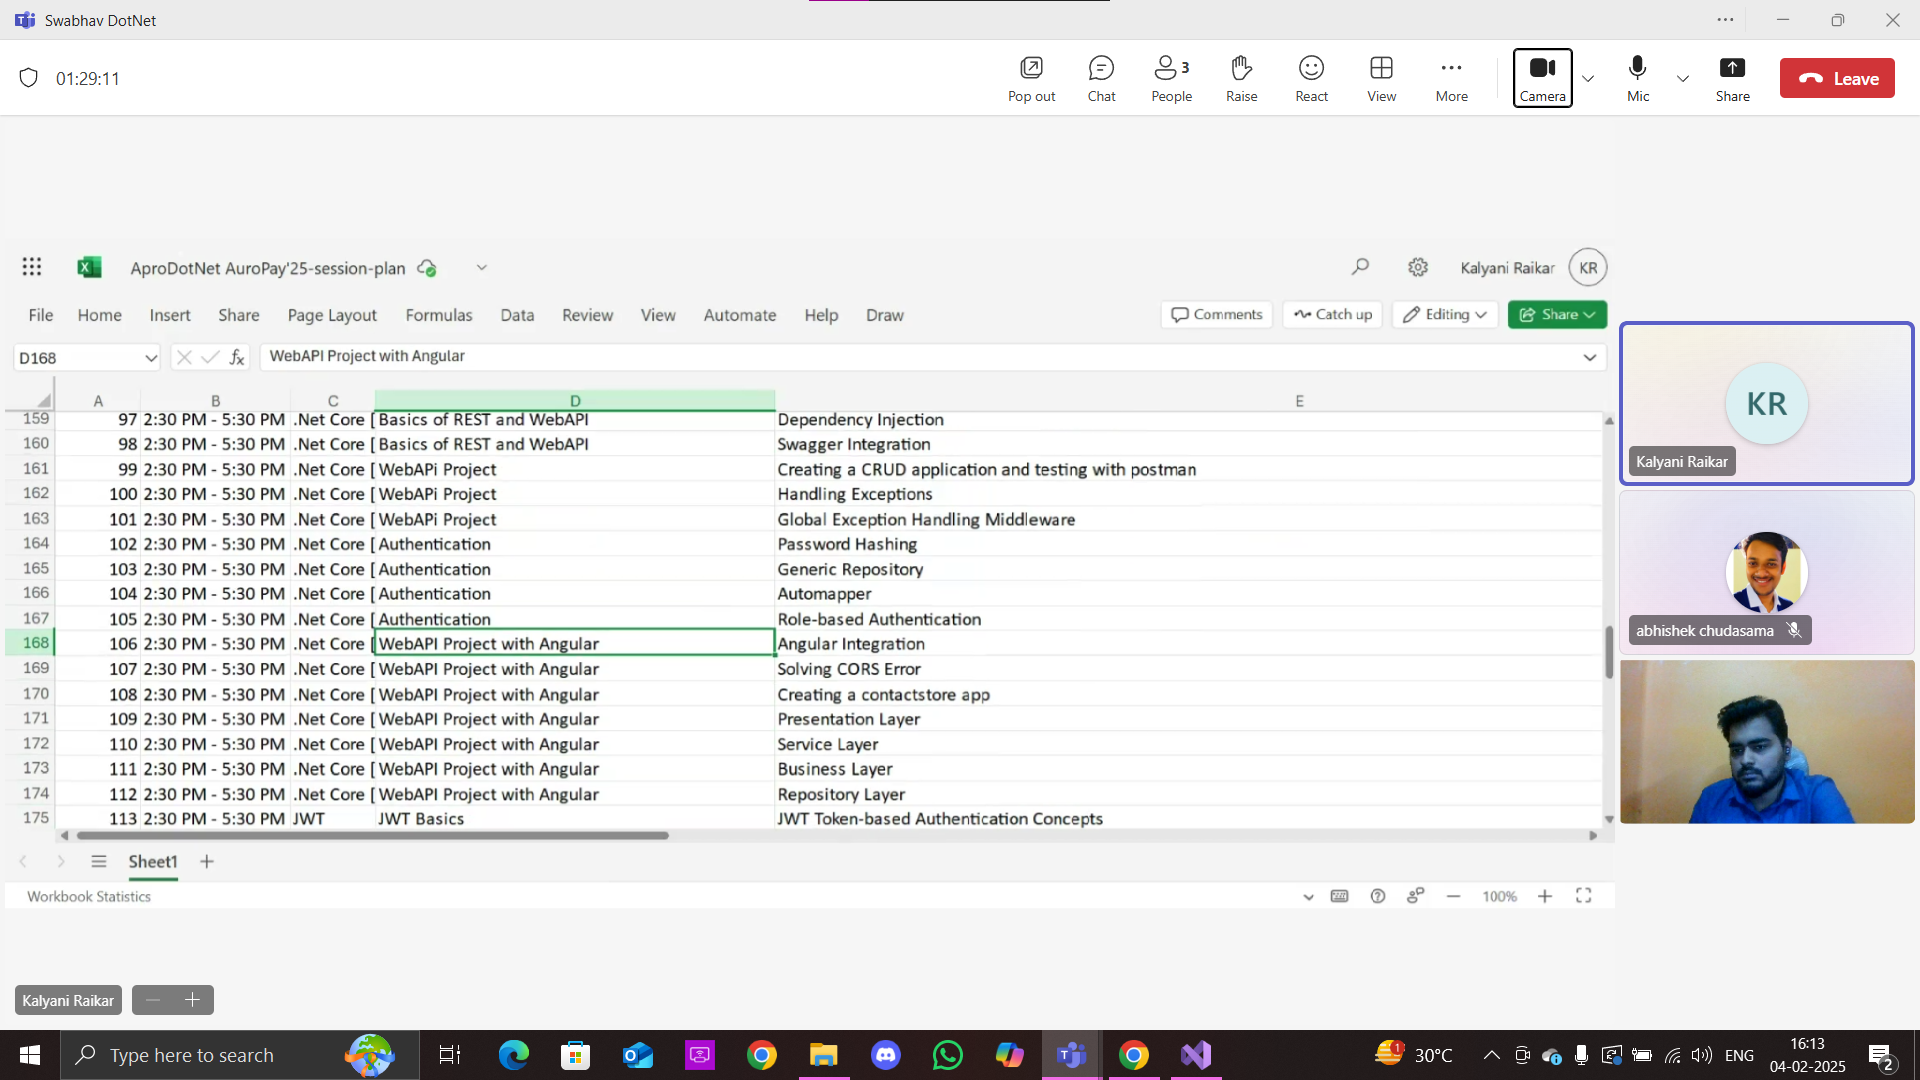 Swabhav DotNet
01:29:11
Pop out
Chat
3
People
Raise
React
View
More
Camera
Mic
Share
Leave
AproDotNet AuroPay'25-session-plan
Kalyani Raikar
KR
File Home Insert Share Page Layout Formulas Data Review View Automate Help Draw
Comments Catch up Editing Share
D168
fx
WebAPI Project with Angular
A B C D E
159 97 2:30 PM - 5:30 PM .Net Core [ Basics of REST and WebAPI Dependency Injection
160 98 2:30 PM - 5:30 PM .Net Core [ Basics of REST and WebAPI Swagger Integration
161 99 2:30 PM - 5:30 PM .Net Core [ WebAPi Project Creating a CRUD application and testing with postman
162 100 2:30 PM - 5:30 PM .Net Core [ WebAPi Project Handling Exceptions
163 101 2:30 PM - 5:30 PM .Net Core [ WebAPi Project Global Exception Handling Middleware
164 102 2:30 PM - 5:30 PM .Net Core [ Authentication Password Hashing
165 103 2:30 PM - 5:30 PM .Net Core [ Authentication Generic Repository
166 104 2:30 PM - 5:30 PM .Net Core [ Authentication Automapper
167 105 2:30 PM - 5:30 PM .Net Core [ Authentication Role-based Authentication
168 106 2:30 PM - 5:30 PM .Net Core [ WebAPI Project with Angular Angular Integration
169 107 2:30 PM - 5:30 PM .Net Core [ WebAPI Project with Angular Solving CORS Error
170 108 2:30 PM - 5:30 PM .Net Core [ WebAPI Project with Angular Creating a contactstore app
171 109 2:30 PM - 5:30 PM .Net Core [ WebAPI Project with Angular Presentation Layer
172 110 2:30 PM - 5:30 PM .Net Core [ WebAPI Project with Angular Service Layer
173 111 2:30 PM - 5:30 PM .Net Core [ WebAPI Project with Angular Business Layer
174 112 2:30 PM - 5:30 PM .Net Core [ WebAPI Project with Angular Repository Layer
175 113 2:30 PM - 5:30 PM JWT JWT Basics JWT Token-based Authentication Concepts
Sheet1
Workbook Statistics
100%
KR
Kalyani Raikar
abhishek chudasama
Kalyani Raikar
Type here to search
1
30°C
ENG
16:13
04-02-2025
2